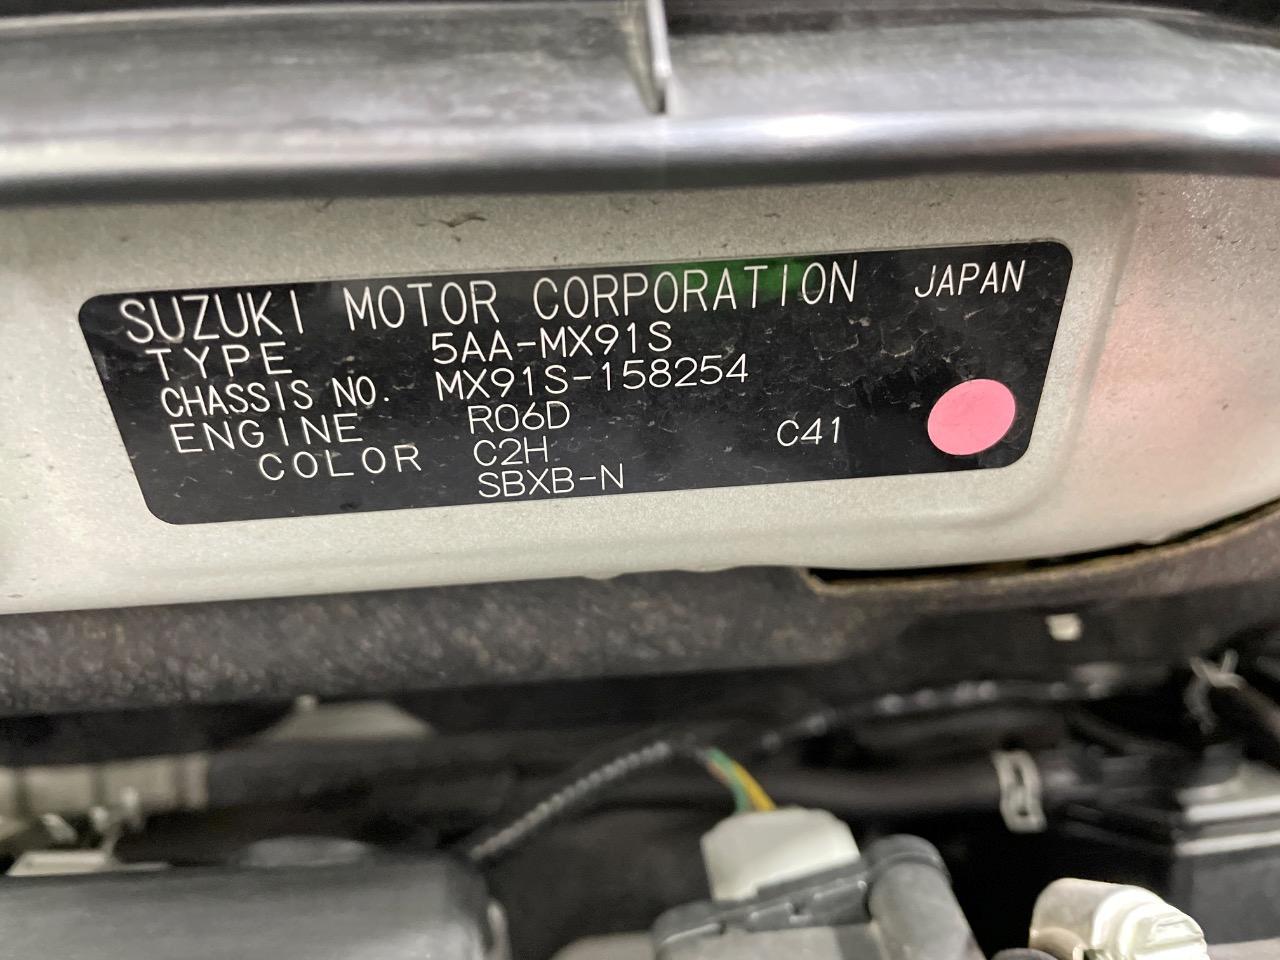 SUZUKI MOTOR CORPORATION JAPAN
TYPE 5AA-MX91S
CHASSIS NO. MX91S-158254
ENGINE R06D
COLOR C2H C41
SBXB-N